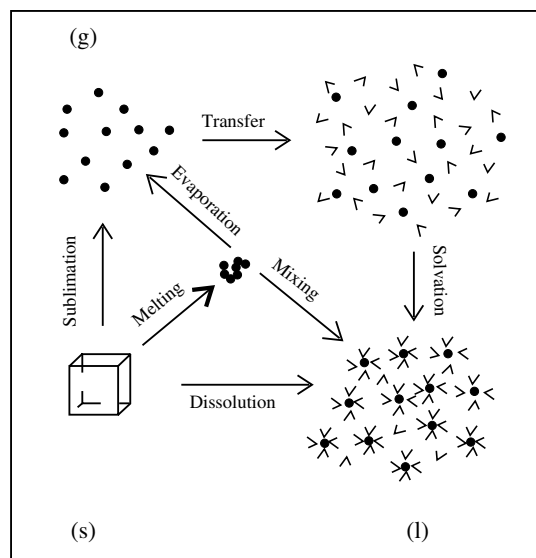 (g)
Transfer
Evaporation
Sublimation
Melting
Mixing
Solvation
Dissolution
(s)
(l)